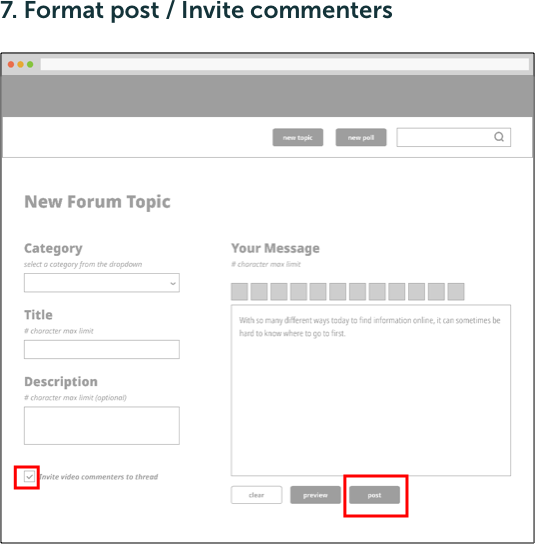 7. Format post / Invite commenters
new topic
new poll
New Forum Topic
Category
select a category from the dropdown
Title
# character max limit
Description
# character max limit (optional)
Invite video commenters to thread
Your Message
# character max limit
With so many different ways today to find information online, it can sometimes be
hard to know where to go to first.
clear
preview
post